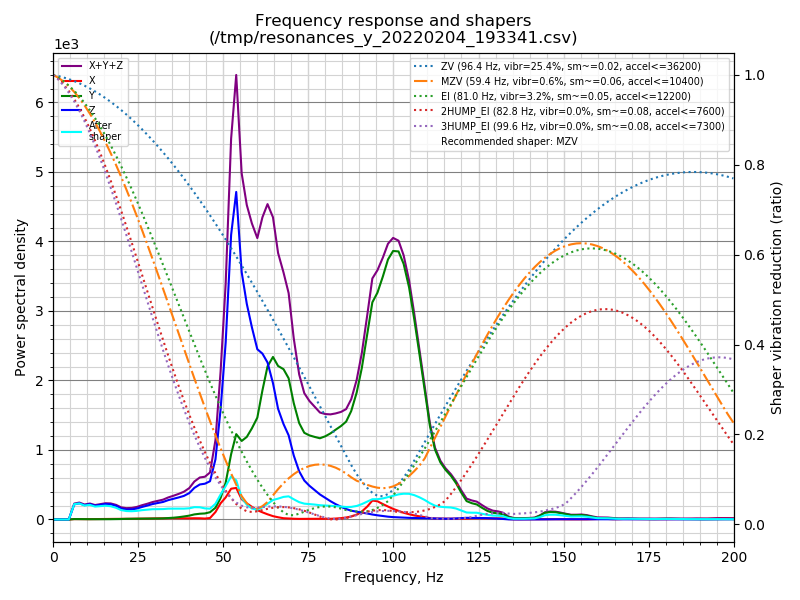 Frequency response and shapers
(/tmp/resonances_y_20220204_193341.csv)
1e3
X+Y+Z
X
Y
Z
After
shaper
ZV (96.4 Hz, vibr=25.4%, sm~=0.02, accel<=36200)
MZV (59.4 Hz, vibr=0.6%, sm~=0.06, accel<=10400)
EI (81.0 Hz, vibr=3.2%, sm~=0.05, accel<=12200)
2HUMP_EI (82.8 Hz, vibr=0.0%, sm~=0.08, accel<=7600)
3HUMP_EI (99.6 Hz, vibr=0.0%, sm~=0.08, accel<=7300)
Recommended shaper: MZV
Power spectral density
6
5
4
3
2
1
0
1.0
0.8
0.6
0.4
0.2
0.0
Shaper vibration reduction (ratio)
0 25 50 75 100 125 150 175 200
Frequency, Hz